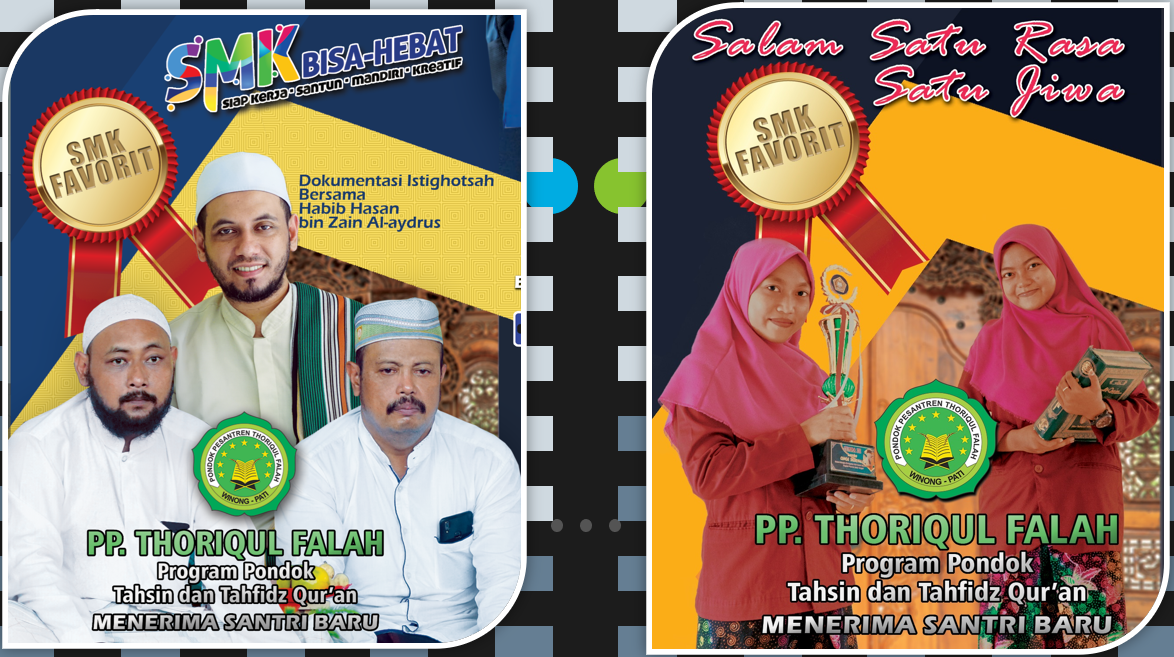 SMK BISA-HEBAT
SIAP KERJA • SANTUN • MANDIRI • KREATIF
SMK
FAVORIT
Dokumentasi Istighotsah
Bersama
Habib Hasan
bin Zain Al-aydrus
PONDOK PESANTREN THORIQUL FALAH
WINONG - PATI
PP. THORIQUL FALAH
Program Pondok
Tahsin dan Tahfidz Qur'an
MENERIMA SANTRI BARU
Salam Satu Rasa
Satu Jiwa
SMK
FAVORIT
PONDOK PESANTREN THORIQUL FALAH
WINONG - PATI
PP. THORIQUL FALAH
Program Pondok
Tahsin dan Tahfidz Qur'an
MENERIMA SANTRI BARU